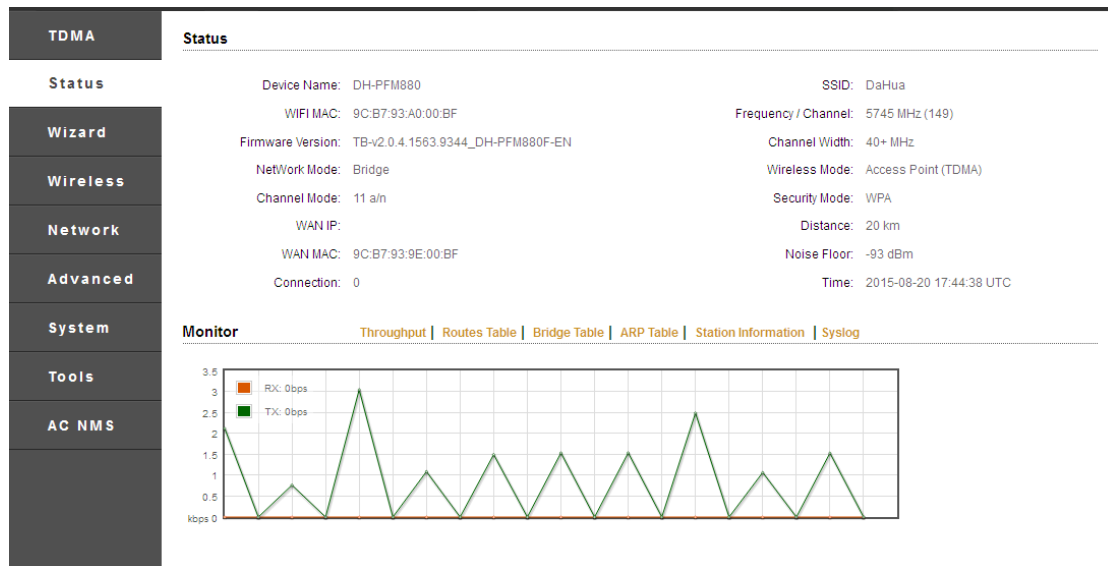 TDMA
Status
Wizard
Wireless
Network
Advanced
System
Tools
AC NMS
Status
Device Name: DH-PFM880
WIFI MAC: 9C:B7:93:A0:00:BF
Firmware Version: TB-v2.0.4.1563.9344_DH-PFM880F-EN
NetWork Mode: Bridge
Channel Mode: 11 a/n
WAN IP:
WAN MAC: 9C:B7:93:9E:00:BF
Connection: 0
SSID: DaHua
Frequency / Channel: 5745 MHz (149)
Channel Width: 40+ MHz
Wireless Mode: Access Point (TDMA)
Security Mode: WPA
Distance: 20 km
Noise Floor: -93 dBm
Time: 2015-08-20 17:44:38 UTC
Monitor
Throughput | Routes Table | Bridge Table | ARP Table | Station Information | Syslog
3.5
3
2.5
2
1.5
1
0.5
kbps 0
RX: 0bps
TX: 0bps